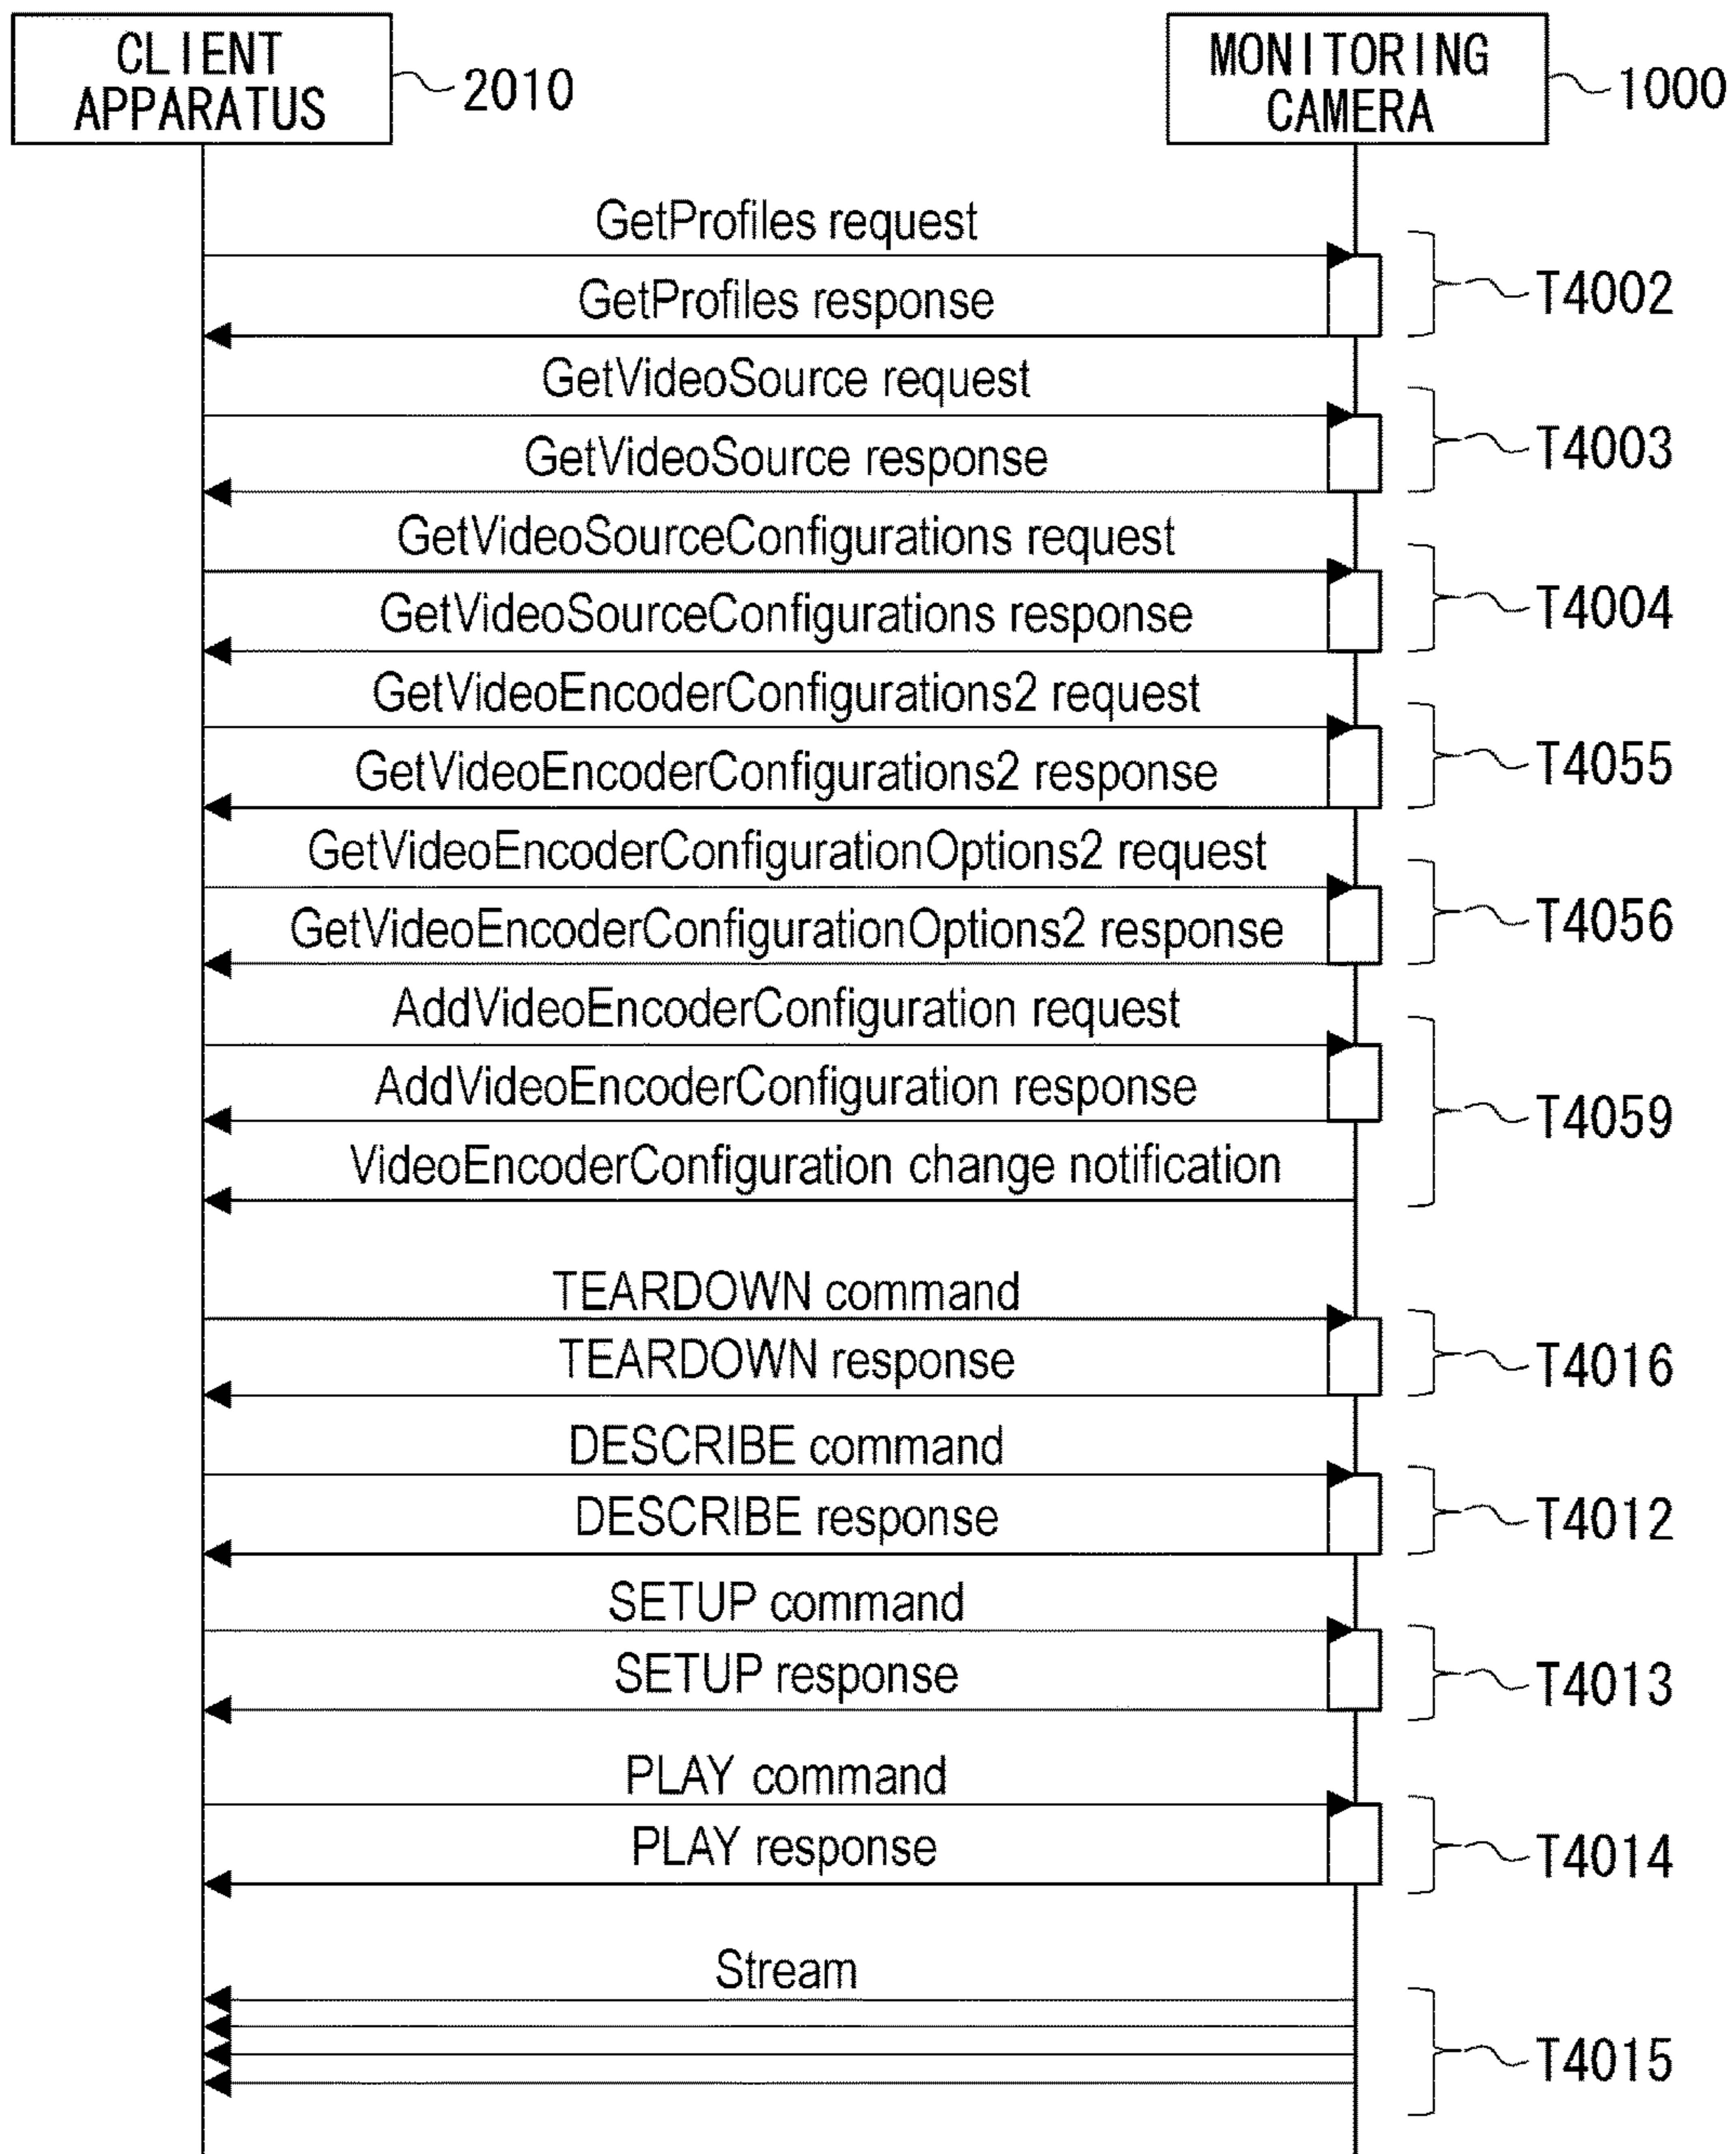 CLIENT
APPARATUS
2010
MONITORING
CAMERA
1000
GetProfiles request
GetProfiles response
T4002
GetVideoSource request
GetVideoSource response
T4003
GetVideoSourceConfigurations request
GetVideoSourceConfigurations response
T4004
GetVideoEncoderConfigurations2 request
GetVideoEncoderConfigurations2 response
T4055
GetVideoEncoderConfigurationOptions2 request
GetVideoEncoderConfigurationOptions2 response
T4056
AddVideoEncoderConfiguration request
AddVideoEncoderConfiguration response
VideoEncoderConfiguration change notification
T4059
TEARDOWN command
TEARDOWN response
T4016
DESCRIBE command
DESCRIBE response
T4012
SETUP command
SETUP response
T4013
PLAY command
PLAY response
T4014
Stream
T4015